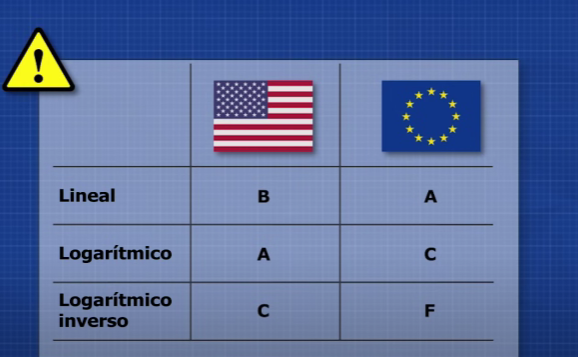 !
Lineal B A
Logarítmico A C
Logarítmico
inverso C F